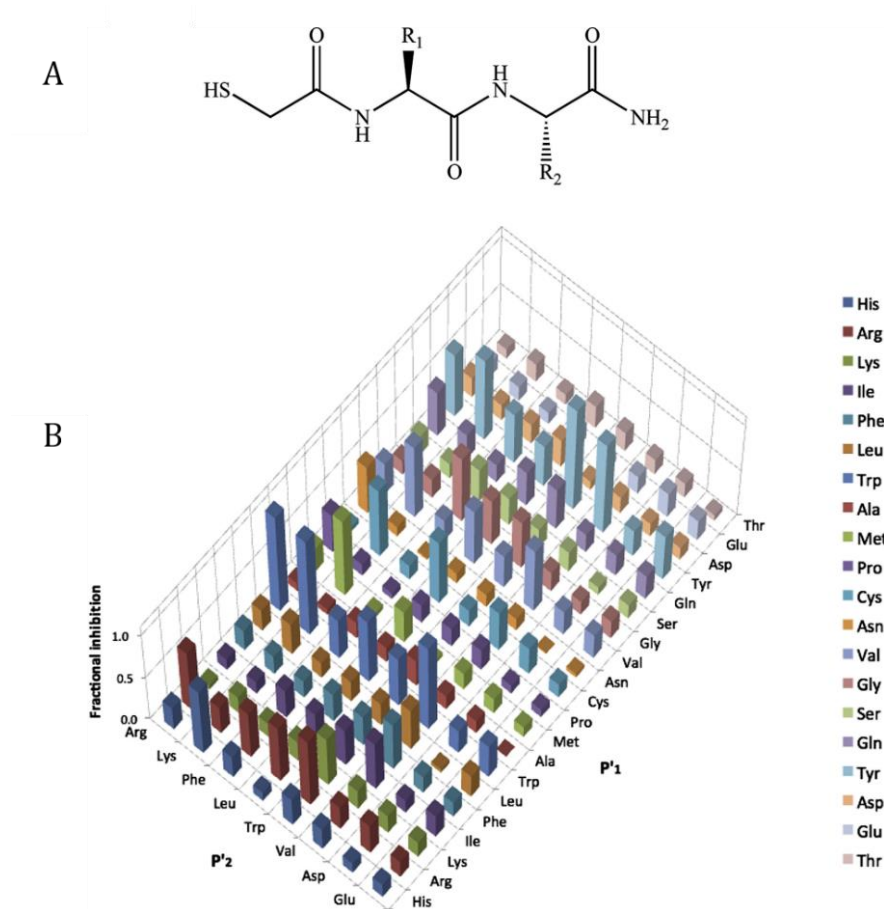 A
HS
O
N
H
R1
O
H
N
R2
O
NH2
B
Fractional inhibition
1.0
0.5
0.0
Arg
Lys
Phe
Leu
Trp
Val
Asp
Glu
P'2
His
Arg
Lys
Ile
Phe
Leu
Trp
Ala
Met
Pro
Cys
Asn
Val
Gly
Ser
Gln
Tyr
Asp
Glu
Thr
P'1
His
Arg
Lys
Ile
Phe
Leu
Trp
Ala
Met
Pro
Cys
Asn
Val
Gly
Ser
Gln
Tyr
Asp
Glu
Thr